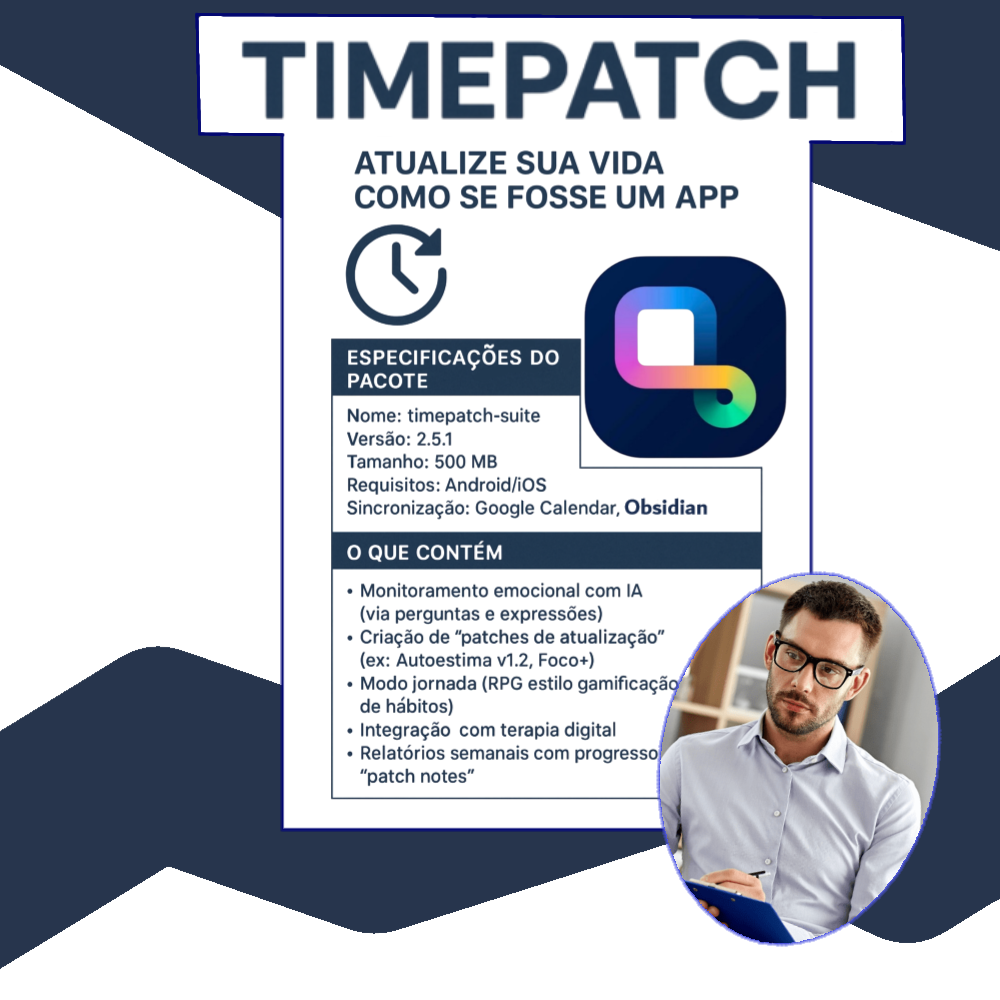 TIMEPATCH
ATUALIZE SUA VIDA
COMO SE FOSSE UM APP
ESPECIFICAÇÕES DO
PACOTE
Nome: timepatch-suite
Versão: 2.5.1
Tamanho: 500 MB
Requisitos: Android/iOS
Sincronização: Google Calendar, Obsidian
O QUE CONTÉM
• Monitoramento emocional com IA
(via perguntas e expressões)
• Criação de “patches de atualização”
(ex: Autoestima v1.2, Foco+)
• Modo jornada (RPG estilo gamificação
de hábitos)
• Integração com terapia digital
• Relatórios semanais com progresso
“patch notes”